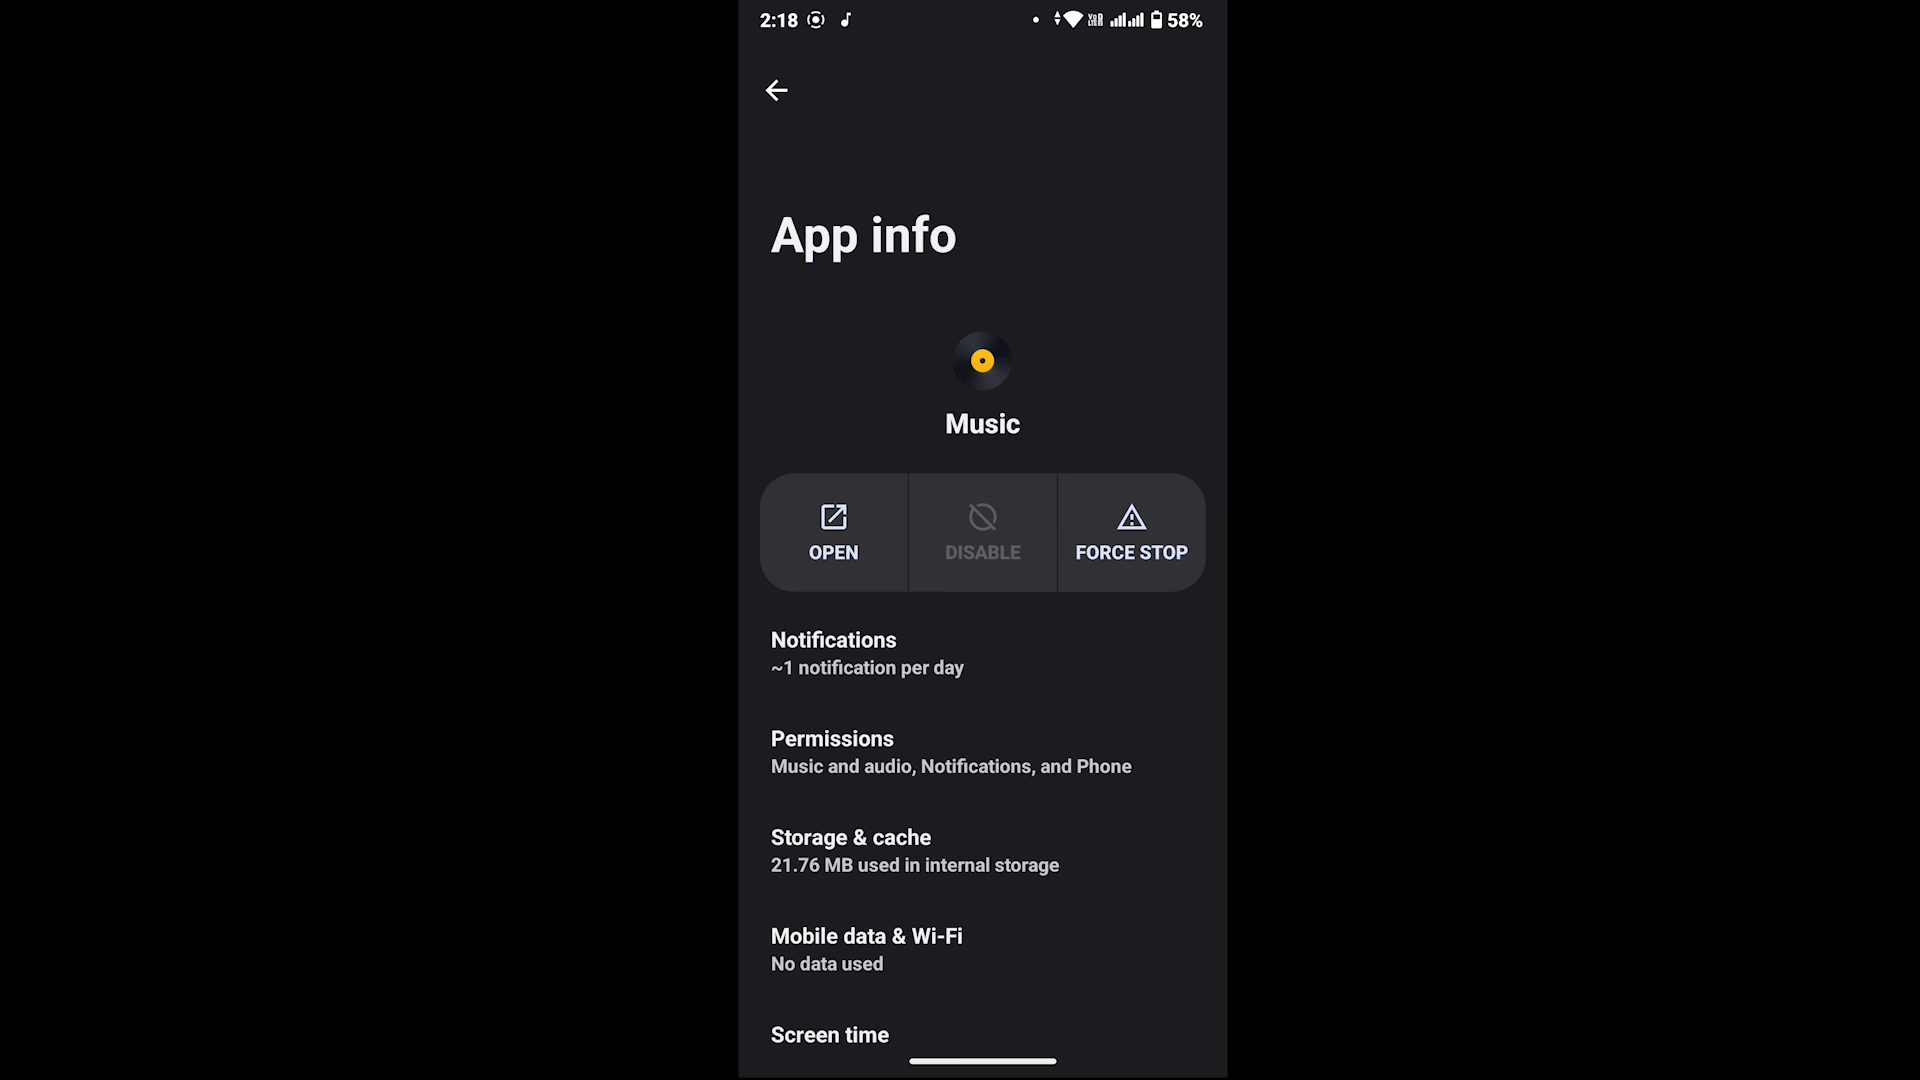 2:18
58%
App info
Music
OPEN
DISABLE
FORCE STOP
Notifications
~1 notification per day
Permissions
Music and audio, Notifications, and Phone
Storage & cache
21.76 MB used in internal storage
Mobile data & Wi-Fi
No data used
Screen time